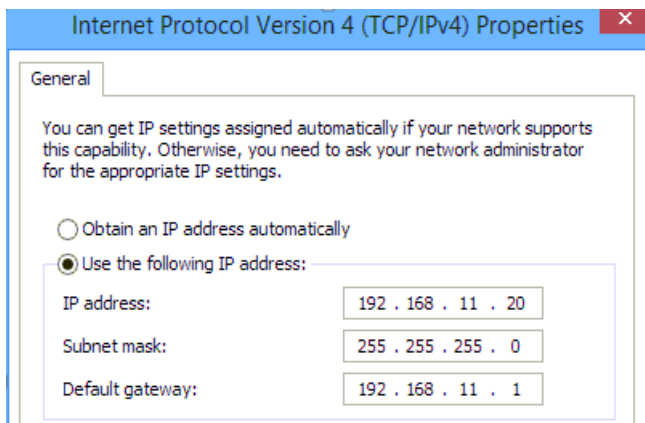 Internet Protocol Version 4 (TCP/IPv4) Properties
General
You can get IP settings assigned automatically if your network supports
this capability. Otherwise, you need to ask your network administrator
for the appropriate IP settings.
Obtain an IP address automatically
Use the following IP address:
IP address: 192 . 168 . 11 . 20
Subnet mask: 255 . 255 . 255 . 0
Default gateway: 192 . 168 . 11 . 1